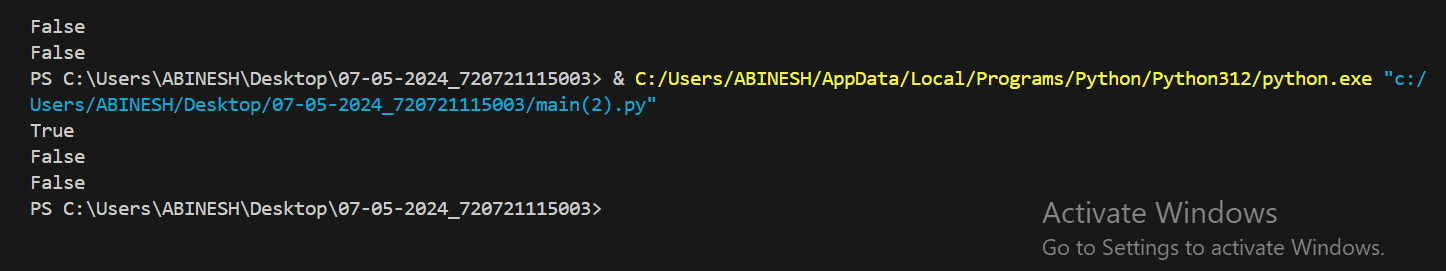 False
False
PS C:\Users\ABINESH\Desktop\07-05-2024_720721115003> & C:/Users/ABINESH/AppData/Local/Programs/Python/Python312/python.exe "c:/
Users/ABINESH/Desktop/07-05-2024_720721115003/main(2).py"
True
False
False
PS C:\Users\ABINESH\Desktop\07-05-2024_720721115003>
Activate Windows
Go to Settings to activate Windows.